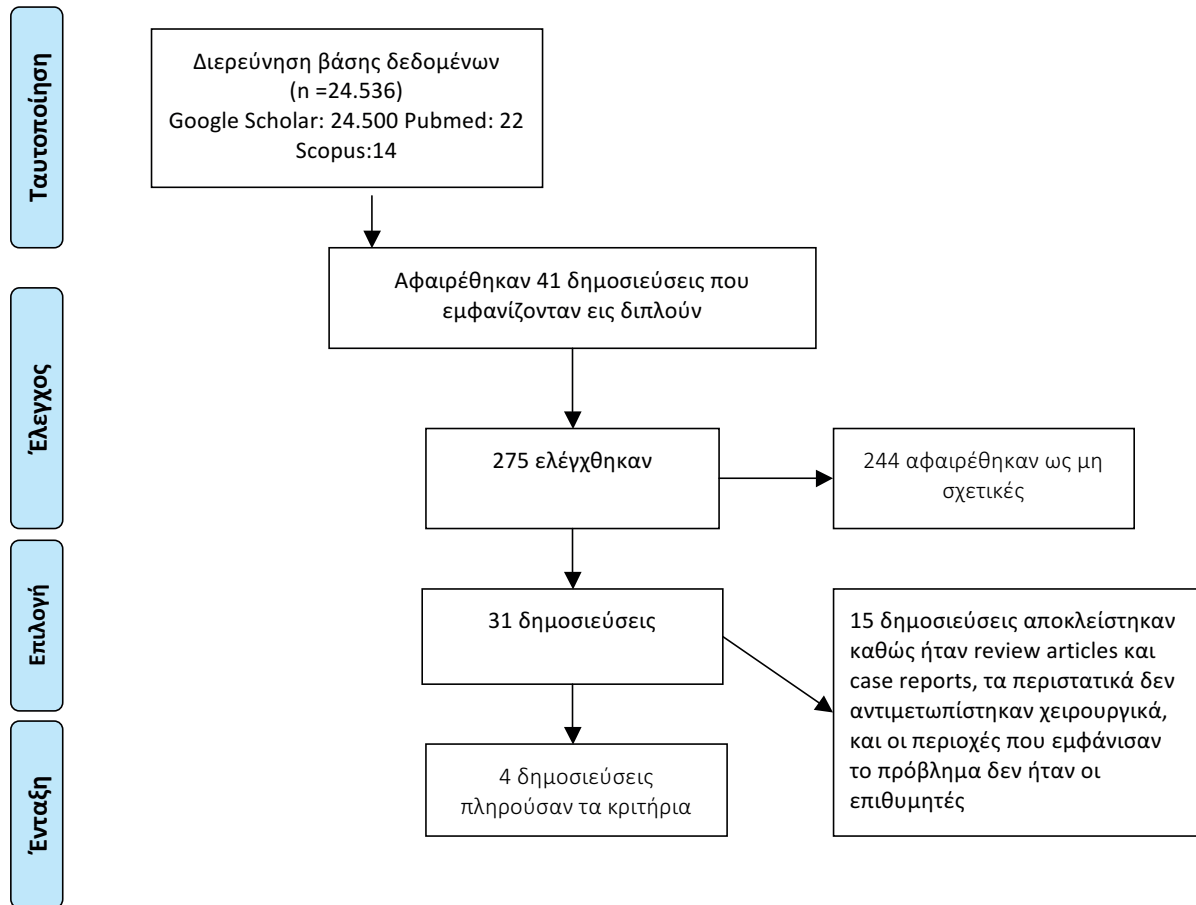 Ταυτοποίηση
Διερεύνηση βάσης δεδομένων
(n =24.536)
Google Scholar: 24.500 Pubmed: 22
Scopus:14
Αφαιρέθηκαν 41 δημοσιεύσεις που
εμφανίζονταν εις διπλούν
Έλεγχος
275 ελέγχθηκαν
244 αφαιρέθηκαν ως μη
σχετικές
Επιλογή
31 δημοσιεύσεις
15 δημοσιεύσεις αποκλείστηκαν
καθώς ήταν review articles και
case reports, τα περιστατικά δεν
αντιμετωπίστηκαν χειρουργικά,
και οι περιοχές που εμφάνισαν
το πρόβλημα δεν ήταν οι
επιθυμητές
Ένταξη
4 δημοσιεύσεις
πληρούσαν τα κριτήρια